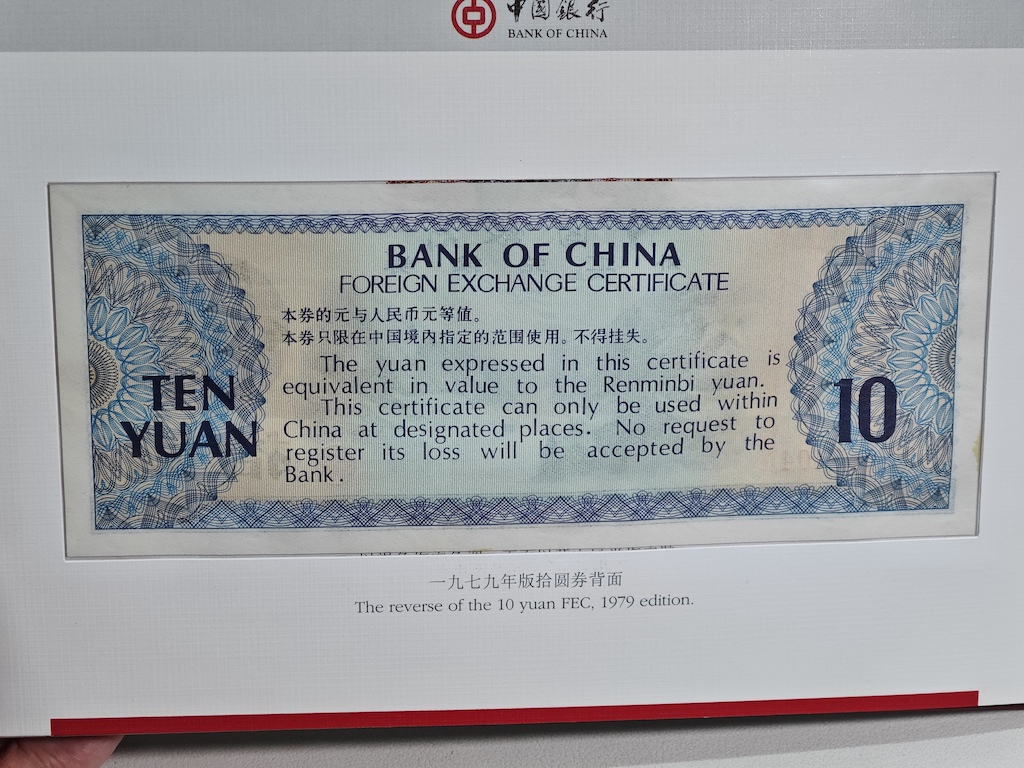 中國銀行
BANK OF CHINA
BANK OF CHINA
FOREIGN EXCHANGE CERTIFICATE
本券的元与人民币元等值。
本券只限在中国境内指定的范围使用。不得挂失。
The yuan expressed in this certificate is
equivalent in value to the Renminbi yuan.
This certificate can only be used within
China at designated places. No request to
register its loss will be accepted by the
Bank.
TEN
YUAN
10
一九七九年版拾圆券背面
The reverse of the 10 yuan FEC, 1979 edition.